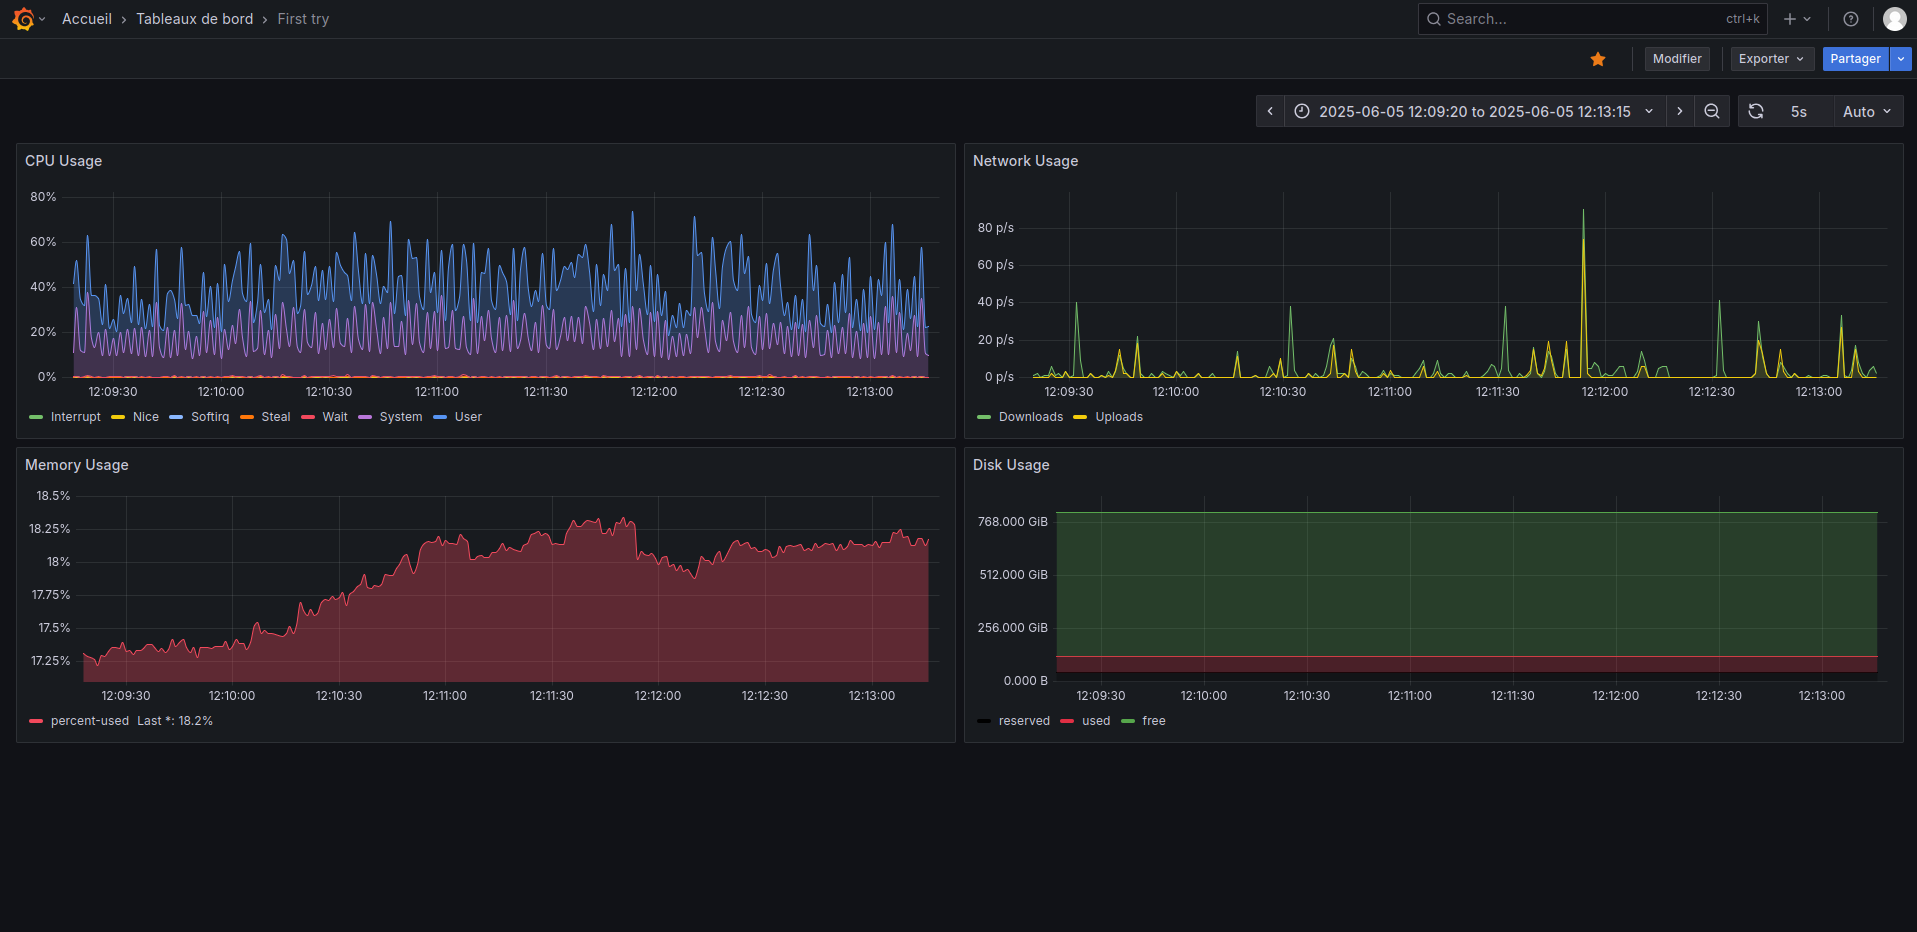 Accueil › Tableaux de bord › First try
Search... ctrl+k
Modifier Exporter Partager
2025-06-05 12:09:20 to 2025-06-05 12:13:15 5s Auto
CPU Usage
80%
60%
40%
20%
0%
12:09:30 12:10:00 12:10:30 12:11:00 12:11:30 12:12:00 12:12:30 12:13:00
Interrupt Nice Softirq Steal Wait System User
Network Usage
80 p/s
60 p/s
40 p/s
20 p/s
0 p/s
12:09:30 12:10:00 12:10:30 12:11:00 12:11:30 12:12:00 12:12:30 12:13:00
Downloads Uploads
Memory Usage
18.5%
18.25%
18%
17.75%
17.5%
17.25%
12:09:30 12:10:00 12:10:30 12:11:00 12:11:30 12:12:00 12:12:30 12:13:00
percent-used Last *: 18.2%
Disk Usage
768.000 GiB
512.000 GiB
256.000 GiB
0.000 B
12:09:30 12:10:00 12:10:30 12:11:00 12:11:30 12:12:00 12:12:30 12:13:00
reserved used free